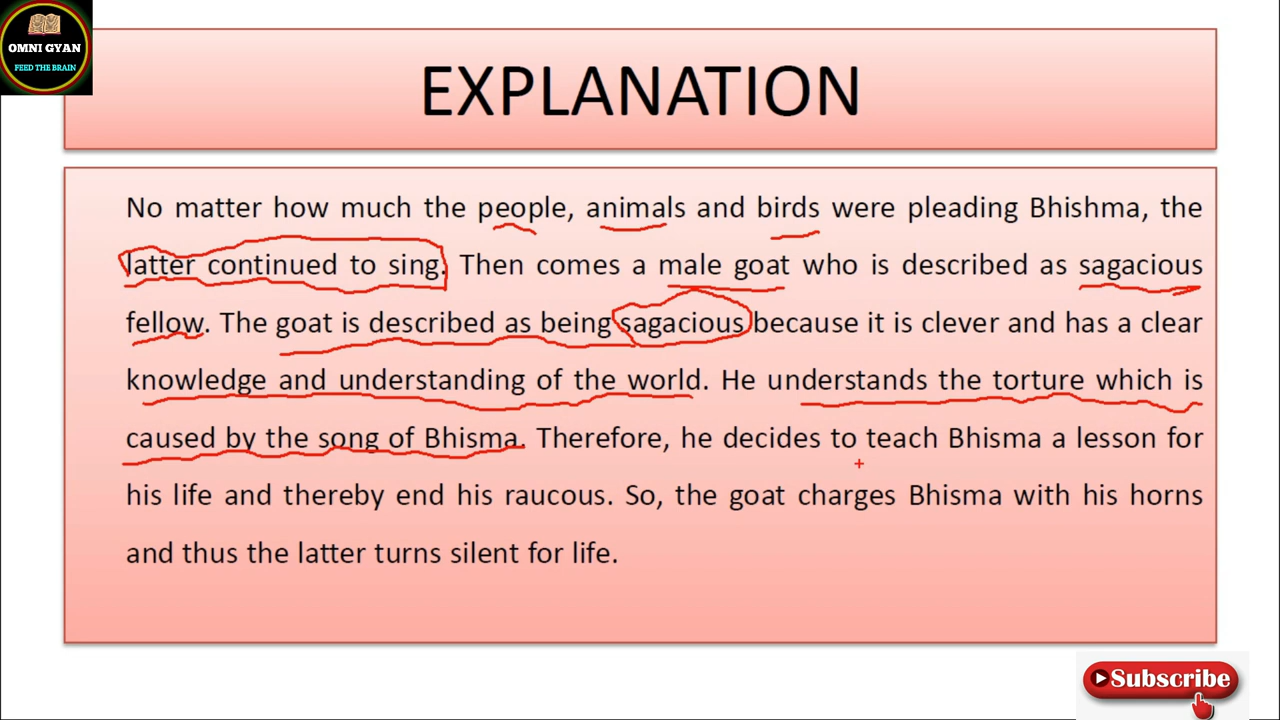 OMNI GYAN
FEED THE BRAIN
EXPLANATION
No matter how much the people, animals and birds were pleading Bhishma, the
latter continued to sing. Then comes a male goat who is described as sagacious
fellow. The goat is described as being sagacious because it is clever and has a clear
knowledge and understanding of the world. He understands the torture which is
caused by the song of Bhisma. Therefore, he decides to teach Bhisma a lesson for
his life and thereby end his raucous. So, the goat charges Bhisma with his horns
and thus the latter turns silent for life.
Subscribe